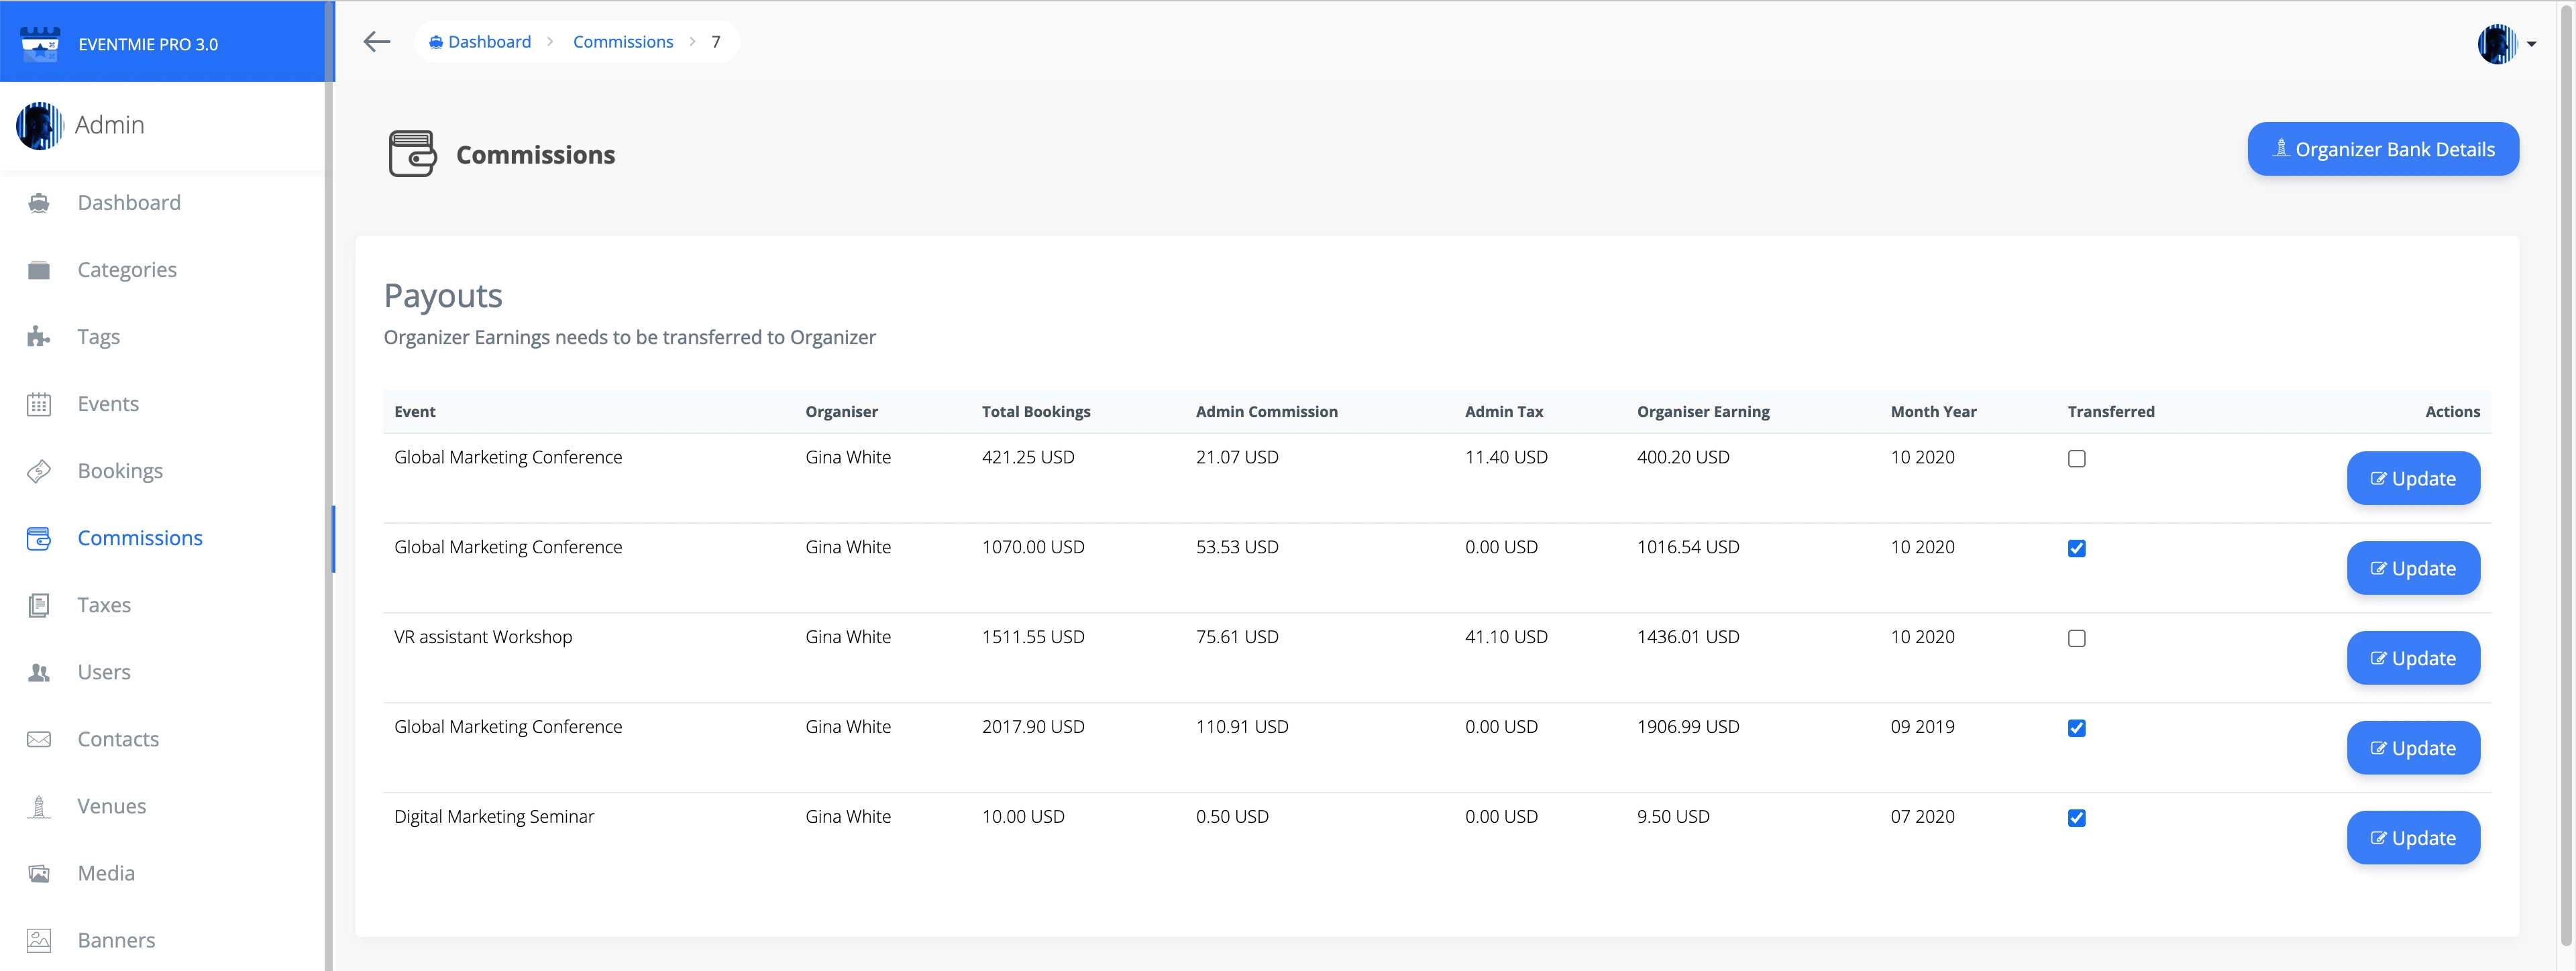 EVENTMIE PRO 3.0
Dashboard > Commissions > 7
Admin
Commissions
Organizer Bank Details
Dashboard
Categories
Tags
Events
Bookings
Commissions
Taxes
Users
Contacts
Venues
Media
Banners
Payouts
Organizer Earnings needs to be transferred to Organizer
Event Organiser Total Bookings Admin Commission Admin Tax Organiser Earning Month Year Transferred Actions
Global Marketing Conference Gina White 421.25 USD 21.07 USD 11.40 USD 400.20 USD 10 2020 Update
Global Marketing Conference Gina White 1070.00 USD 53.53 USD 0.00 USD 1016.54 USD 10 2020 Update
VR assistant Workshop Gina White 1511.55 USD 75.61 USD 41.10 USD 1436.01 USD 10 2020 Update
Global Marketing Conference Gina White 2017.90 USD 110.91 USD 0.00 USD 1906.99 USD 09 2019 Update
Digital Marketing Seminar Gina White 10.00 USD 0.50 USD 0.00 USD 9.50 USD 07 2020 Update